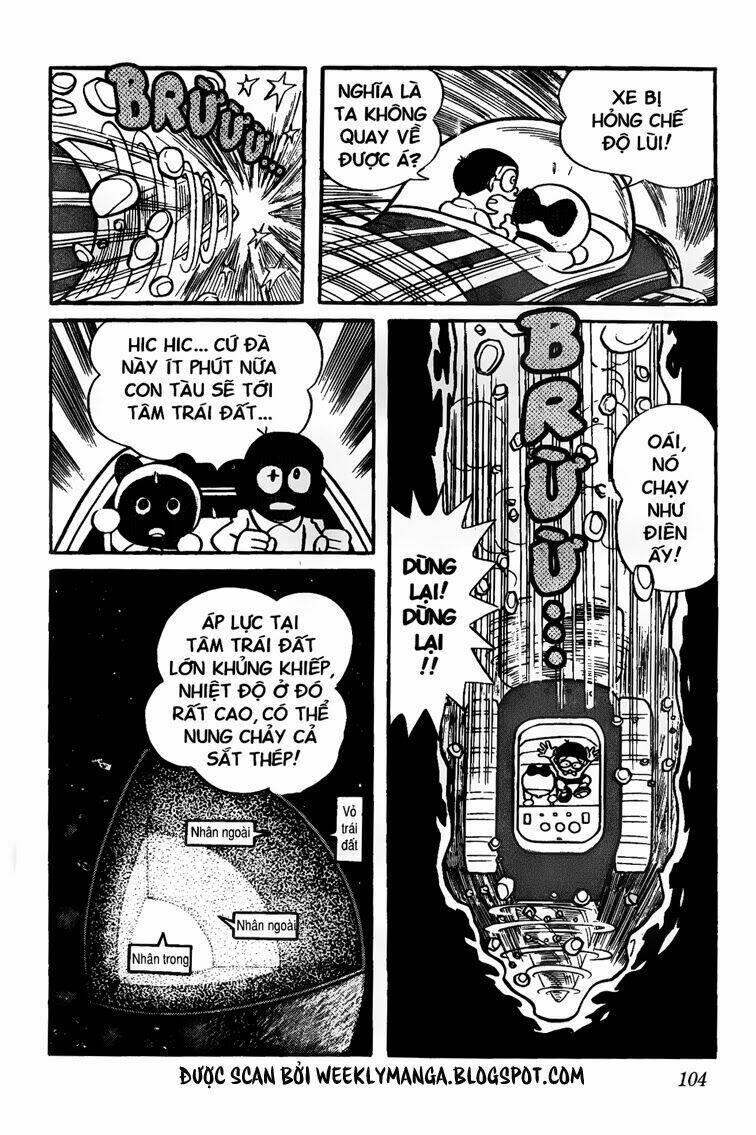 BRỪỪỪ...
NGHĨA LÀ
TA KHÔNG
QUAY VỀ
ĐƯỢC Á?
XE BỊ
HỎNG CHẾ
ĐỘ LÙI!
HIC HIC... CỨ ĐÀ
NÀY ÍT PHÚT NỮA
CON TÀU SẼ TỚI
TÂM TRÁI ĐẤT...
BRỪỪ...
OÁI,
NÓ
CHẠY
NHƯ
ĐIÊN
ẤY!
DỪNG
LẠI!
DỪNG
LẠI
!!
ÁP LỰC TẠI
TÂM TRÁI ĐẤT
LỚN KHỦNG KHIẾP,
NHIỆT ĐỘ Ở ĐÓ
RẤT CAO, CÓ THỂ
NUNG CHẢY CẢ
SẮT THÉP!
Vỏ
trái
đất
Nhân ngoài
Nhân ngoài
Nhân trong
ĐƯỢC SCAN BỞI WEEKLYMANGA.BLOGSPOT.COM
104